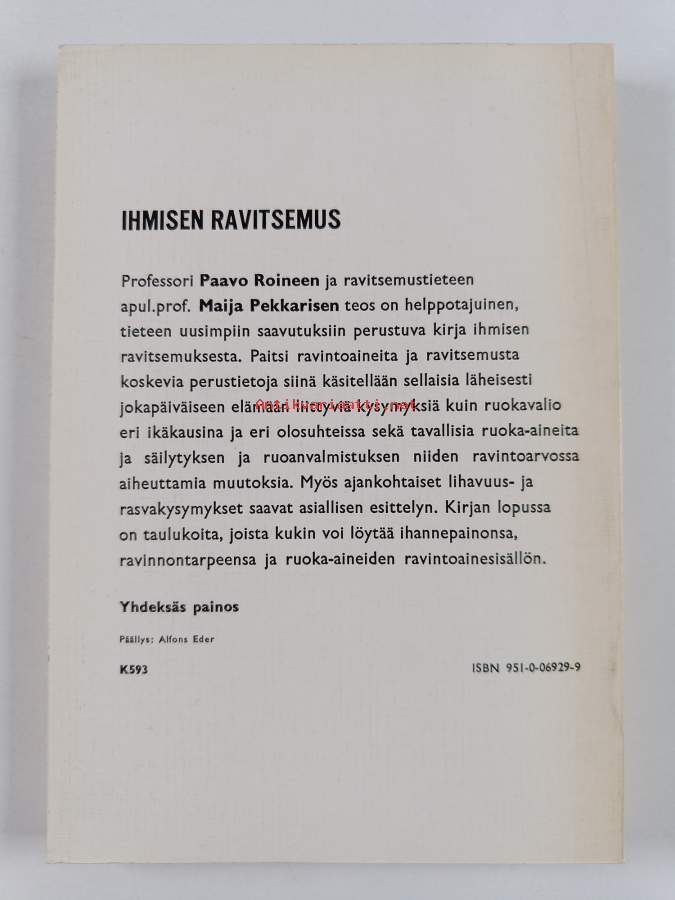 IHMISEN RAVITSEMUS
Professori Paavo Roineen ja ravitsemustieteen
apul.prof. Maija Pekkarisen teos on helppotajuinen,
tieteen uusimpiin saavutuksiin perustuva kirja ihmisen
ravitsemuksesta. Paitsi ravintoaineita ja ravitsemusta
koskevia perustietoja siinä käsitellään sellaisia läheisesti
jokapäiväiseen elämään liittyviä kysymyksiä kuin ruokavalio
Antikvariaatti.net
eri ikäkausina ja eri olosuhteissa sekä tavallisia ruoka-aineita
ja säilytyksen ja ruoanvalmistuksen niiden ravintoarvossa
aiheuttamia muutoksia. Myös ajankohtaiset lihavuus- ja
rasvakysymykset saavat asiallisen esittelyn. Kirjan lopussa
on taulukoita, joista kukin voi löytää ihannepainonsa,
ravinnontarpeensa ja ruoka-aineiden ravintoainesisällön.
Yhdeksäs painos
Päällys: Alfons Eder
K593 ISBN 951-0-06929-9